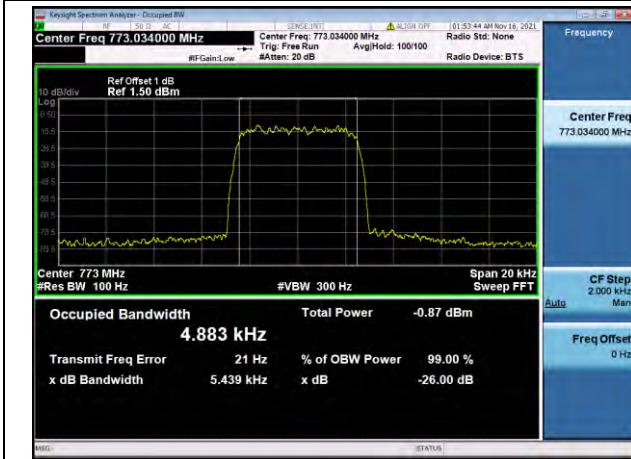 Keysight Spectrum Analyzer - Occupied BW
RF 50 Ω AC SENSE:INT ALIGN OFF 01:53:44 AM Nov 16, 2021
Center Freq 773.034000 MHz
Center Freq: 773.034000 MHz
Radio Std: None
Trig: Free Run Avg|Hold: 100/100
#IFGain:Low #Atten: 20 dB
Radio Device: BTS
Frequency
Ref Offset 1 dB
10 dB/div Ref 1.50 dBm
Log
Center Freq
773.034000 MHz
Center 773 MHz Span 20 kHz
#Res BW 100 Hz #VBW 300 Hz Sweep FFT
CF Step
2.000 kHz
Auto Man
Occupied Bandwidth Total Power -0.87 dBm
4.883 kHz
Freq Offset
0 Hz
Transmit Freq Error 21 Hz % of OBW Power 99.00 %
x dB Bandwidth 5.439 kHz x dB -26.00 dB
MSG STATUS